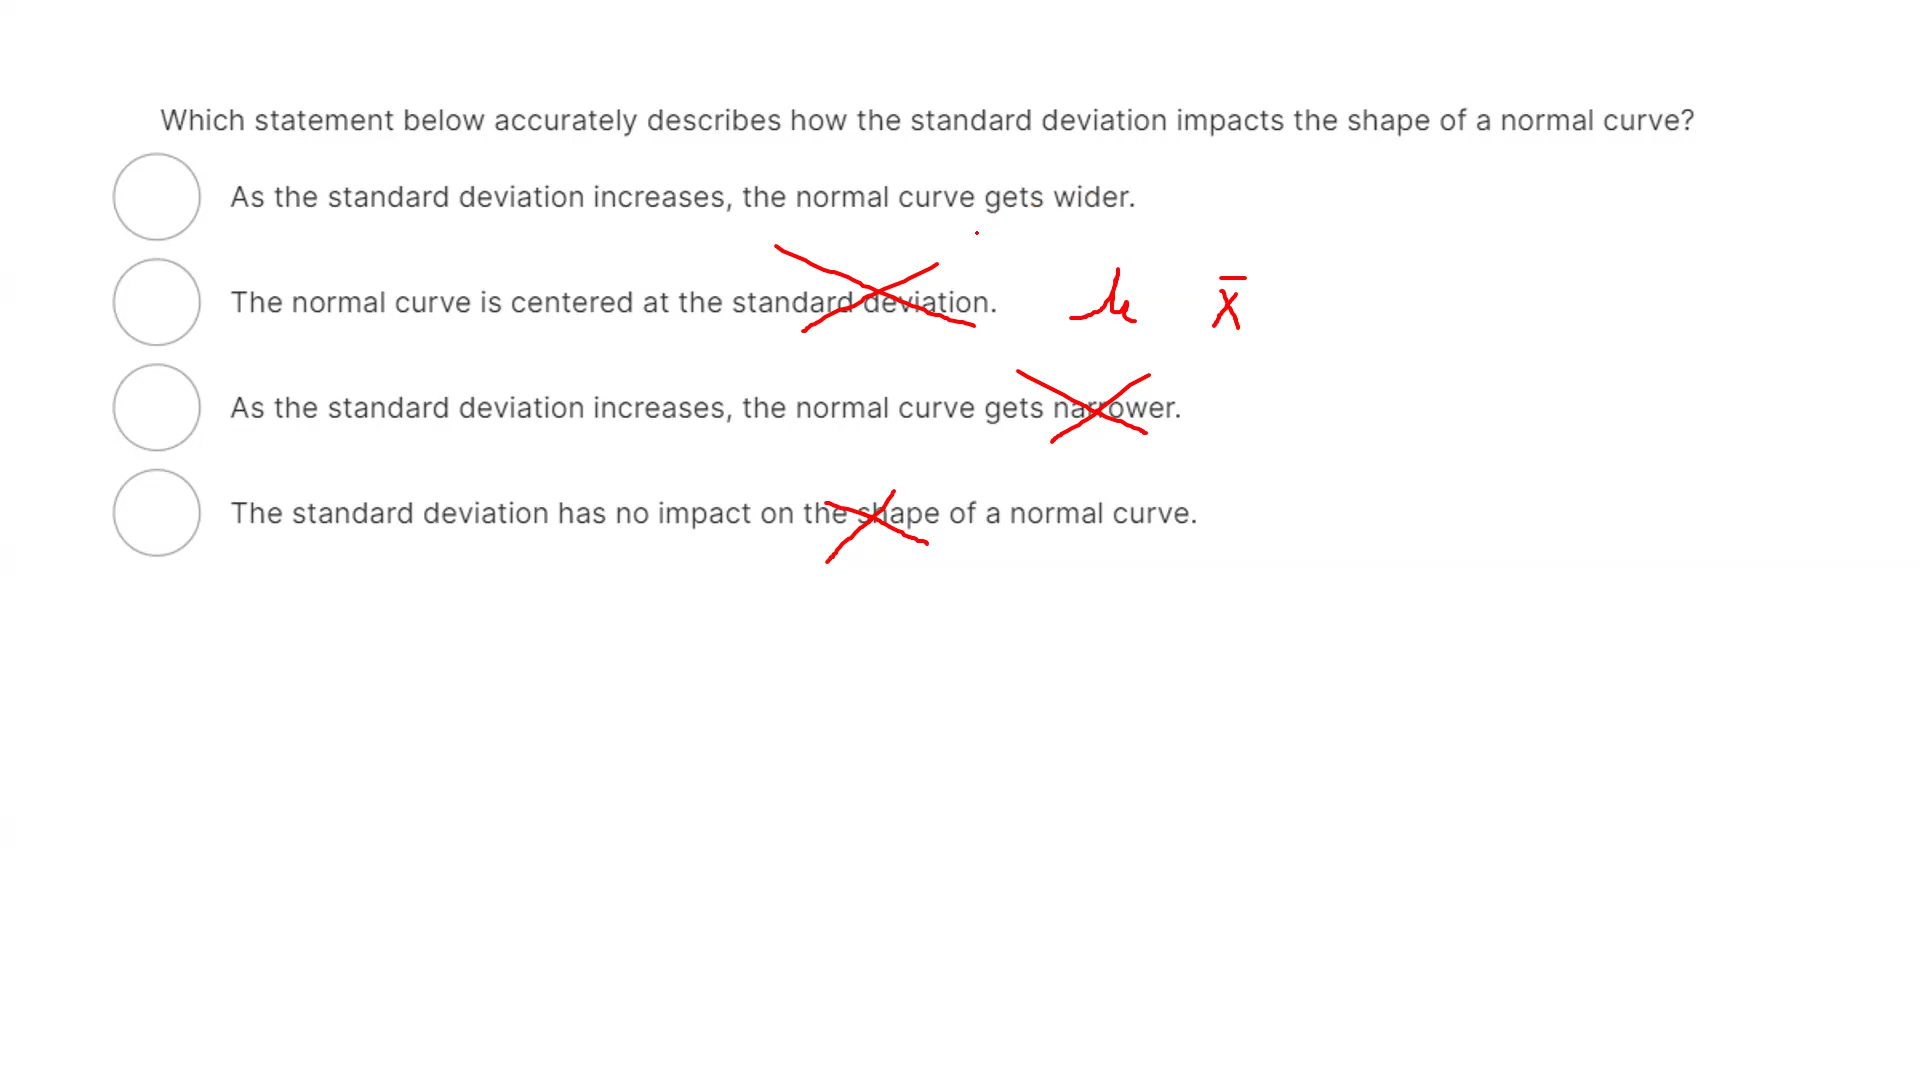 Which statement below accurately describes how the standard deviation impacts the shape of a normal curve?
As the standard deviation increases, the normal curve gets wider.
The normal curve is centered at the standard deviation. μ x̄
As the standard deviation increases, the normal curve gets narrower.
The standard deviation has no impact on the shape of a normal curve.